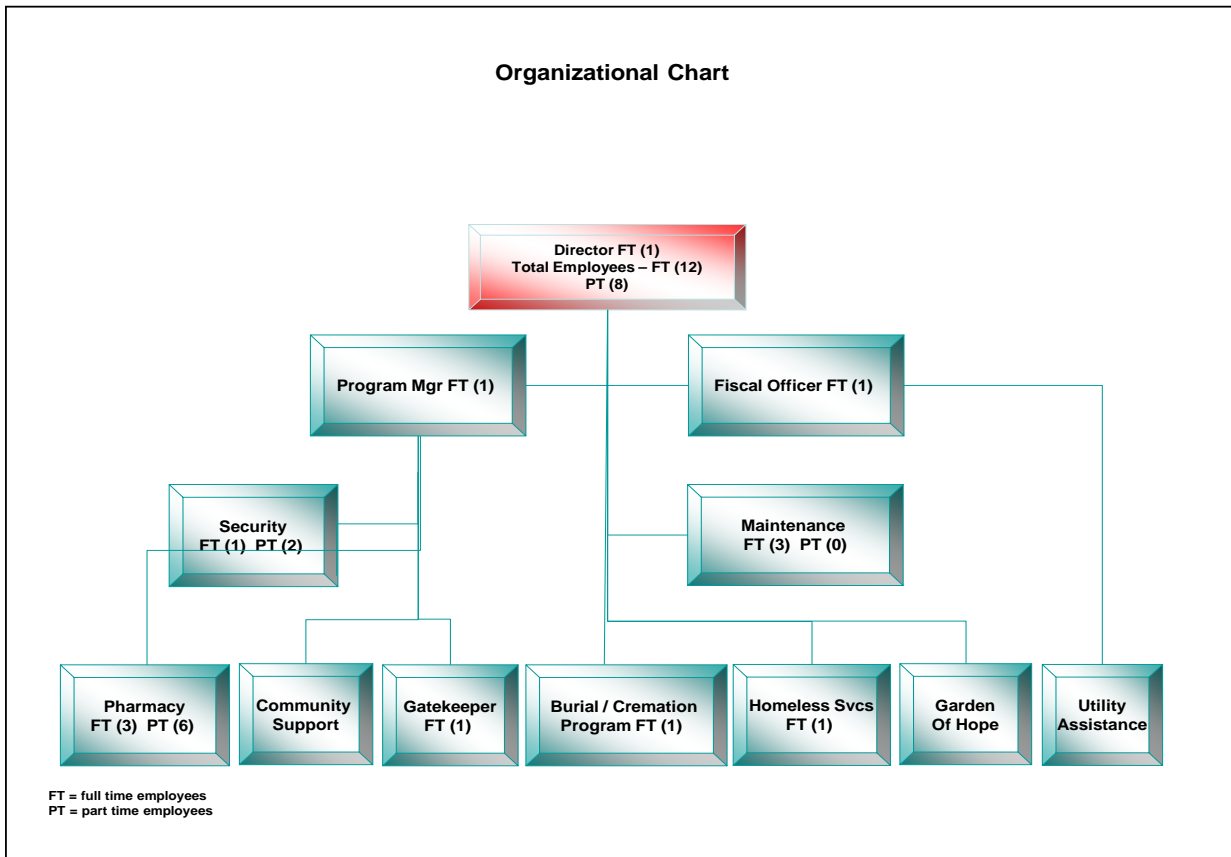 Organizational Chart
Director FT (1)
Total Employees – FT (12)
PT (8)
Program Mgr FT (1)
Fiscal Officer FT (1)
Security
FT (1) PT (2)
Maintenance
FT (3) PT (0)
Pharmacy
FT (3) PT (6)
Community
Support
Gatekeeper
FT (1)
Burial / Cremation
Program FT (1)
Homeless Svcs
FT (1)
Garden
Of Hope
Utility
Assistance
FT = full time employees
PT = part time employees